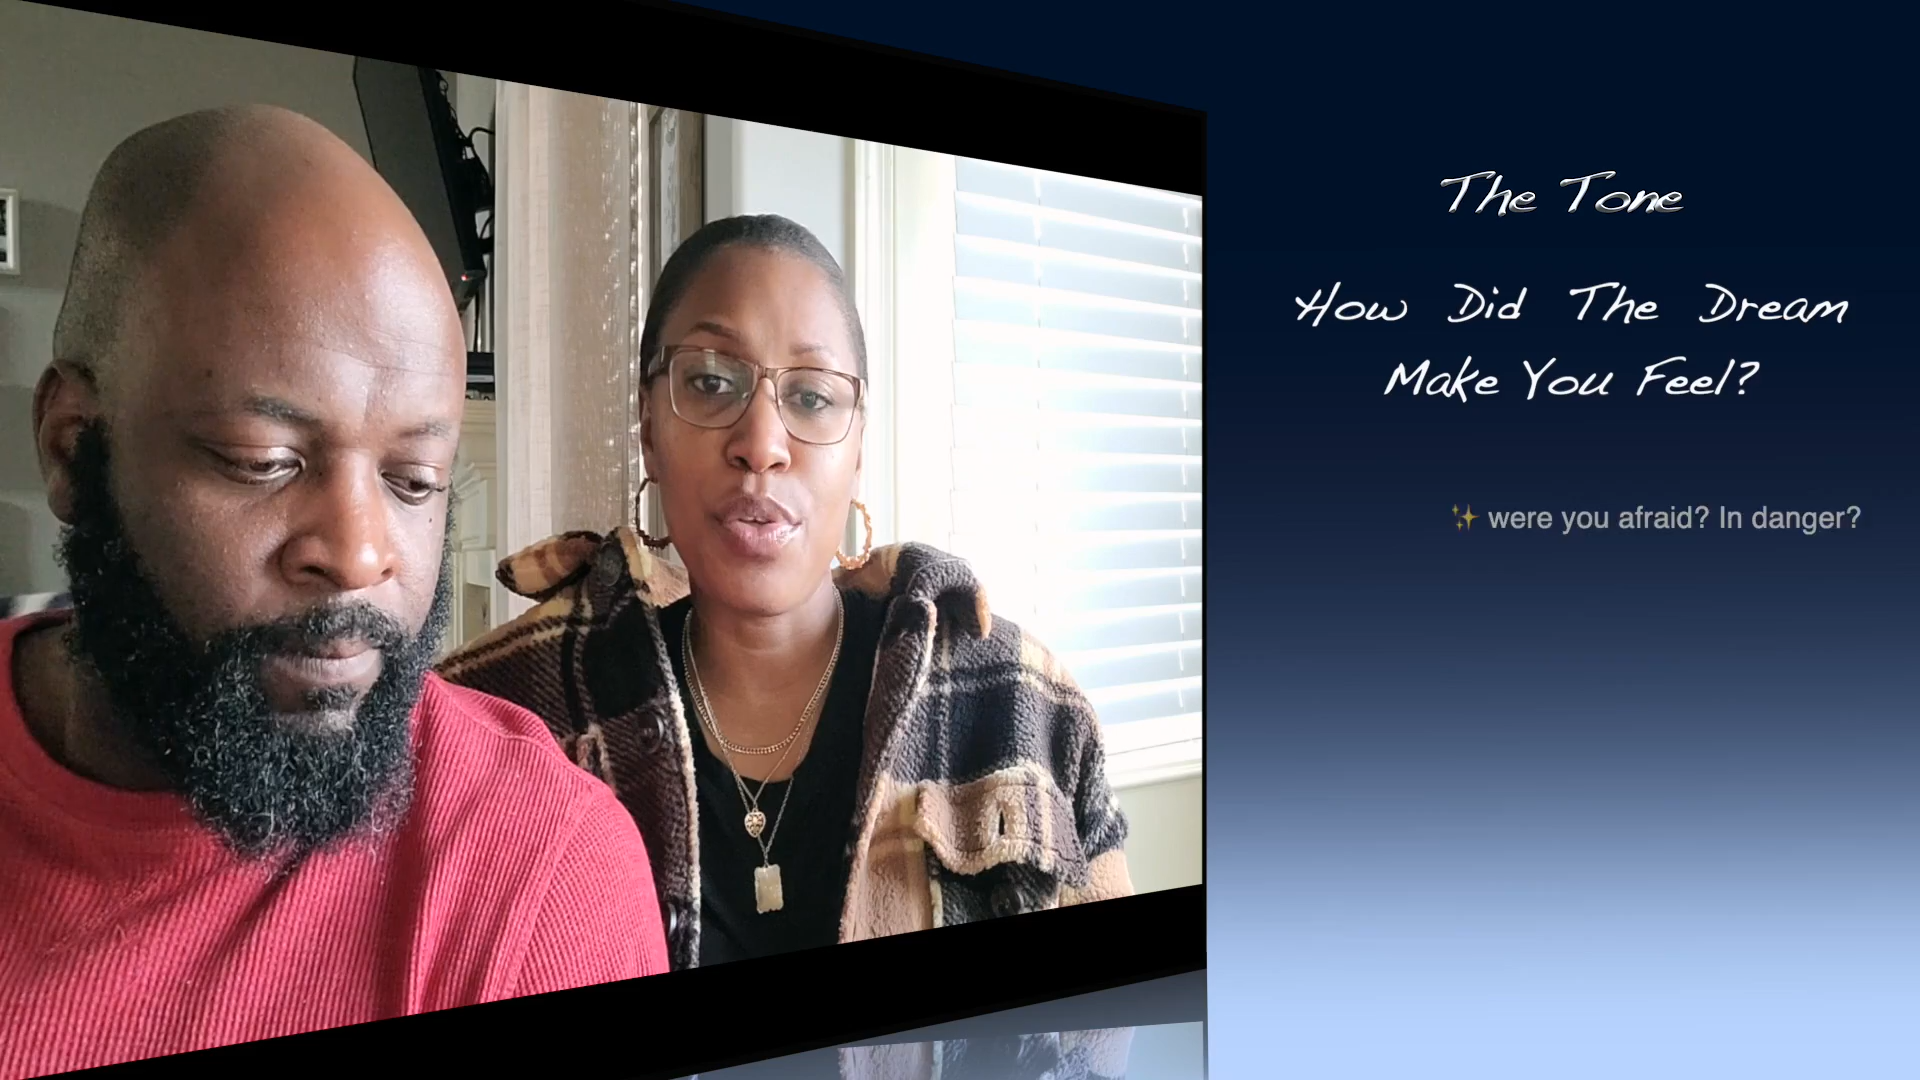 The Tone
How Did The Dream
Make You Feel?
✨ were you afraid? In danger?